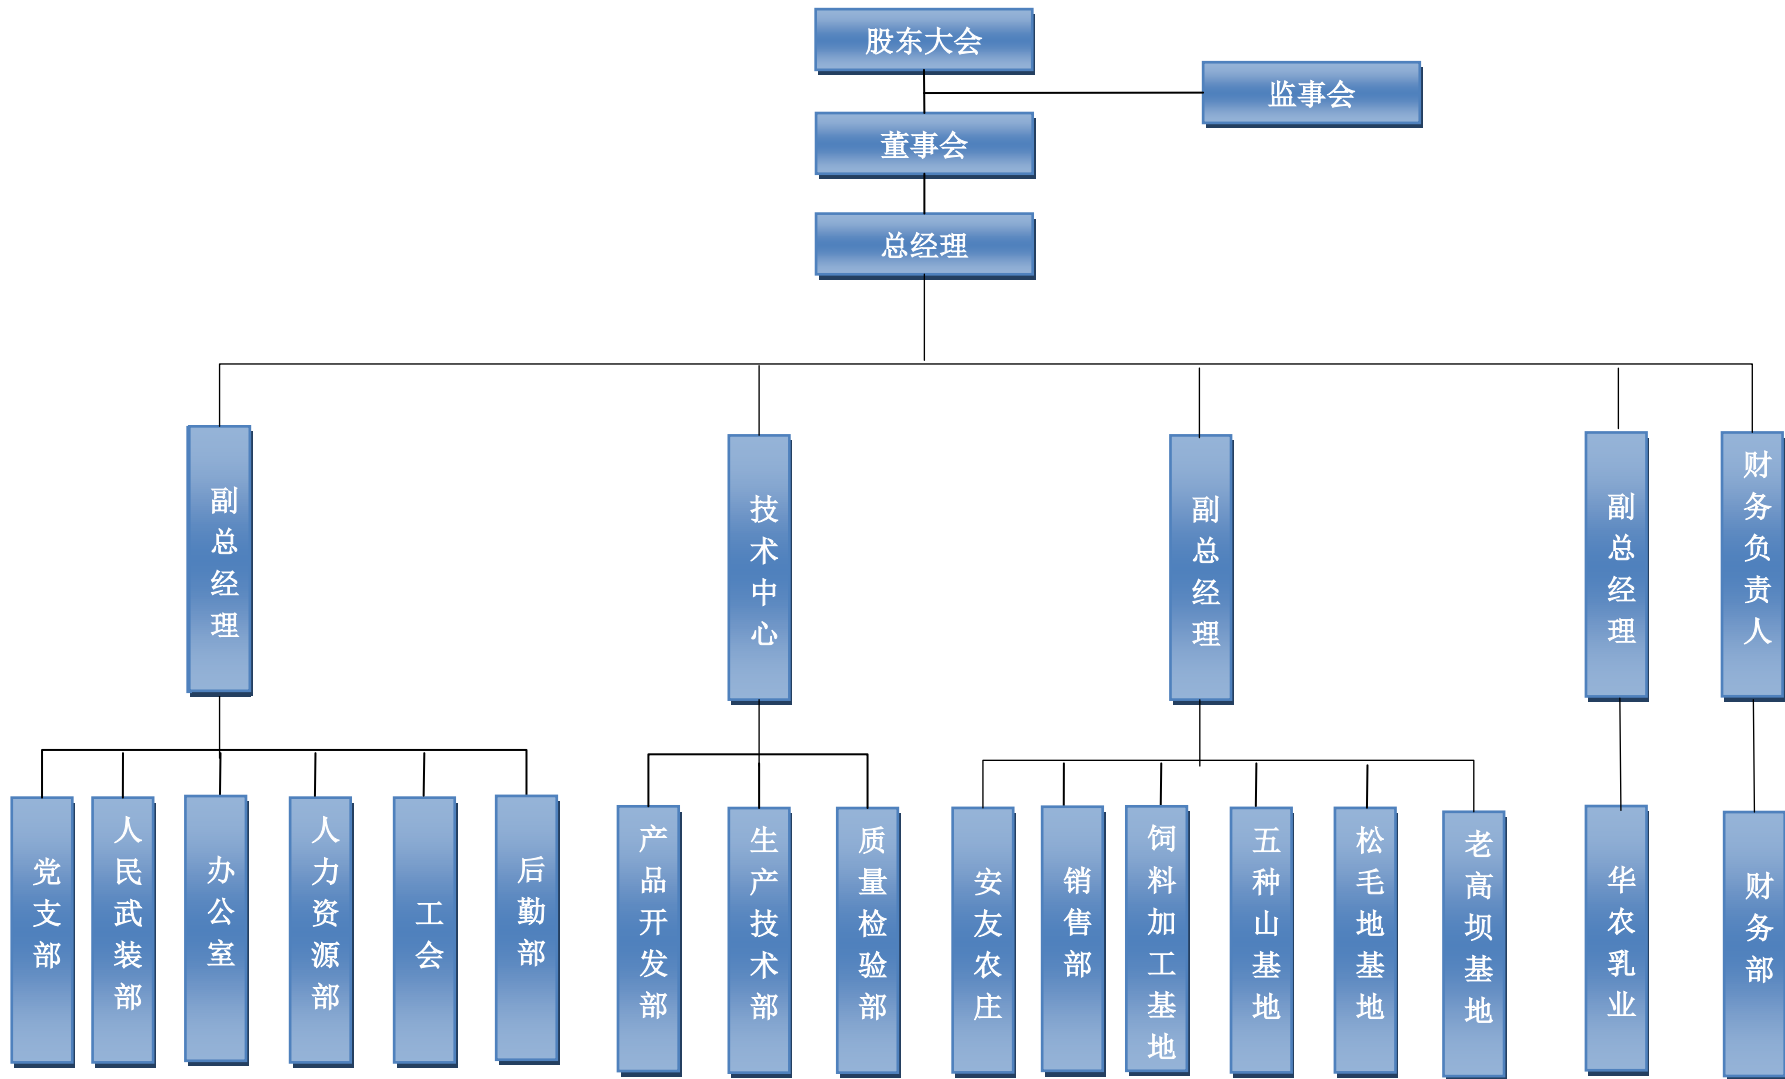 股东大会
监事会
董事会
总经理
副总经理
技术中心
副总经理
副总经理
财务负责人
党支部
人民武装部
办公室
人力资源部
工会
后勤部
产品开发部
生产技术部
质量检验部
安友农庄
销售部
饲料加工基地
五种山基地
松毛地基地
老高坝基地
华农乳业
财务部